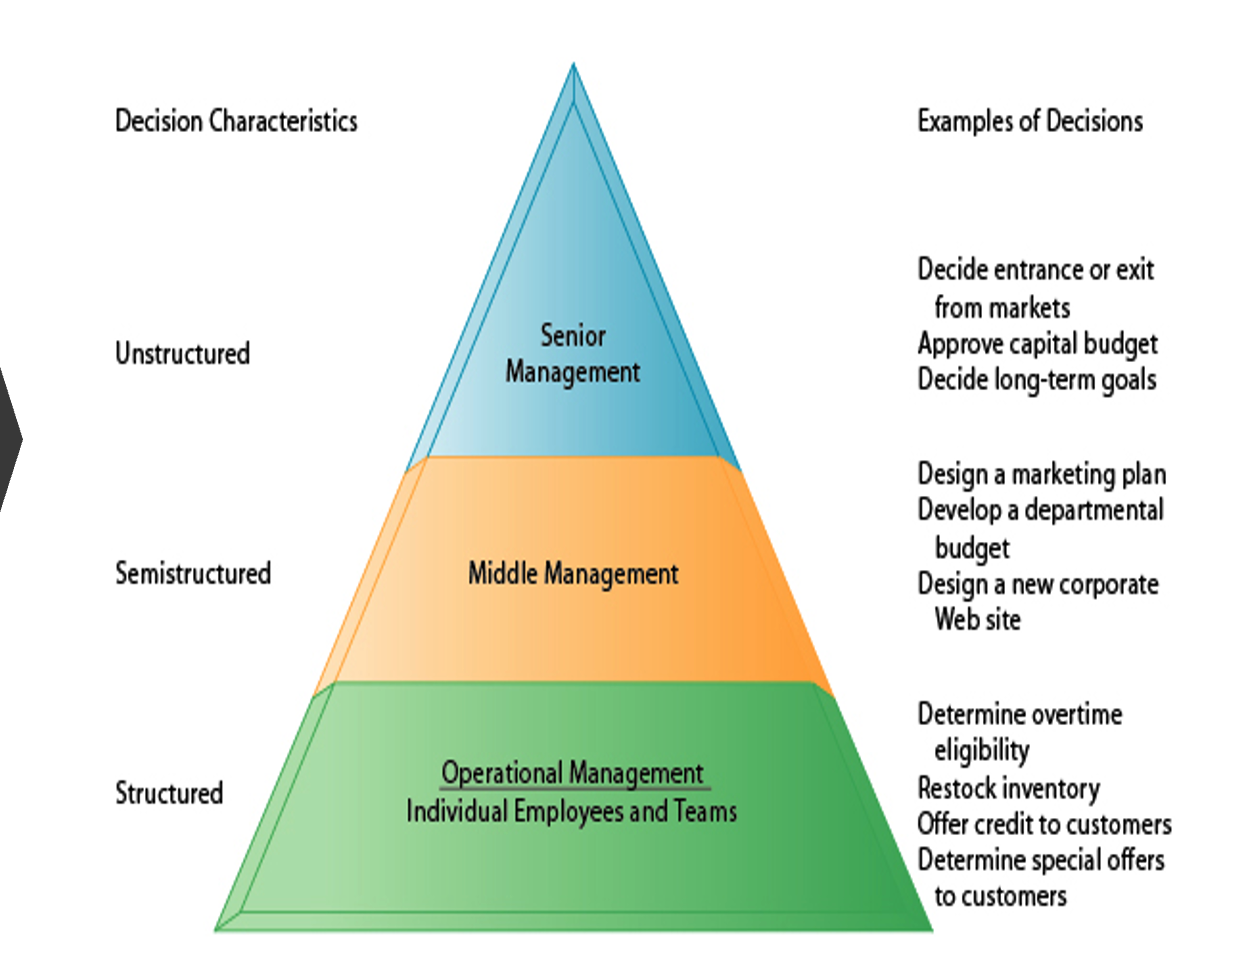 Decision Characteristics
Examples of Decisions
Unstructured
Senior
Management
Decide entrance or exit
from markets
Approve capital budget
Decide long-term goals
Semistructured
Middle Management
Design a marketing plan
Develop a departmental
budget
Design a new corporate
Web site
Structured
Operational Management
Individual Employees and Teams
Determine overtime
eligibility
Restock inventory
Offer credit to customers
Determine special offers
to customers